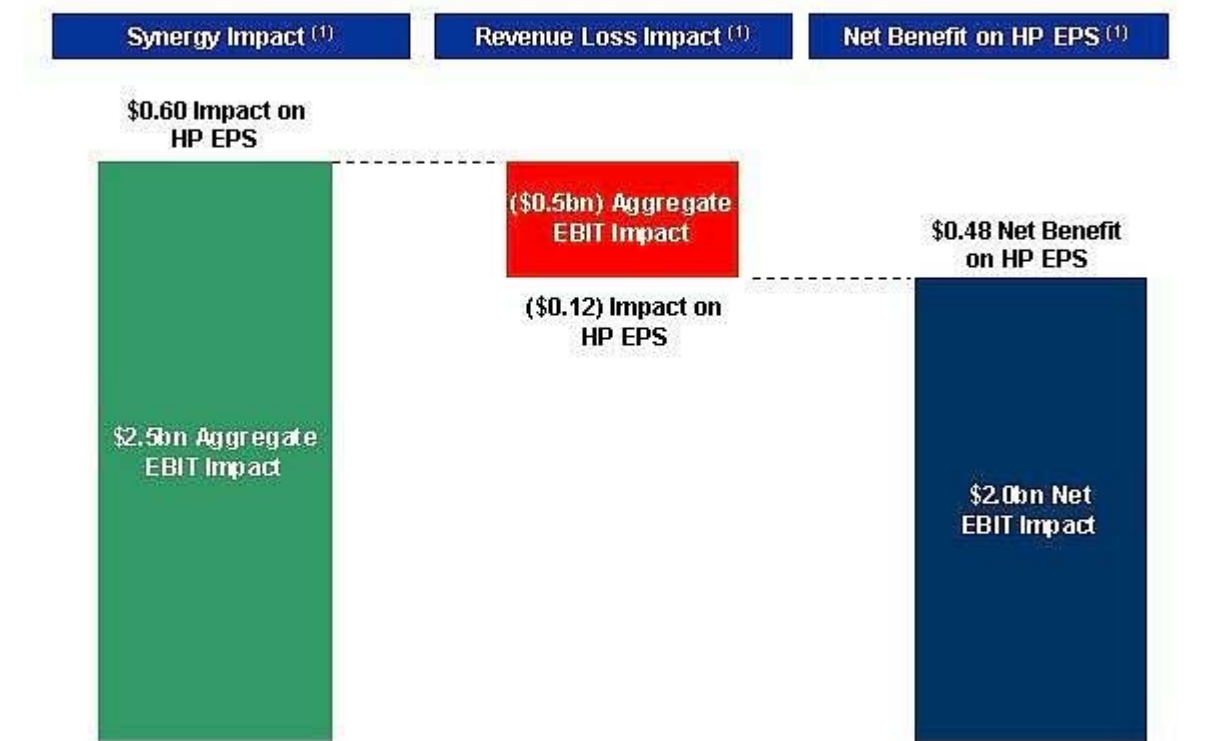 Synergy Impact (1)
Revenue Loss Impact (1)
Net Benefit on HP EPS (1)
$0.60 Impact on
HP EPS
$2.5bn Aggregate
EBIT Impact
($0.5bn) Aggregate
EBIT Impact
($0.12) Impact on
HP EPS
$0.48 Net Benefit
on HP EPS
$2.0bn Net
EBIT Impact